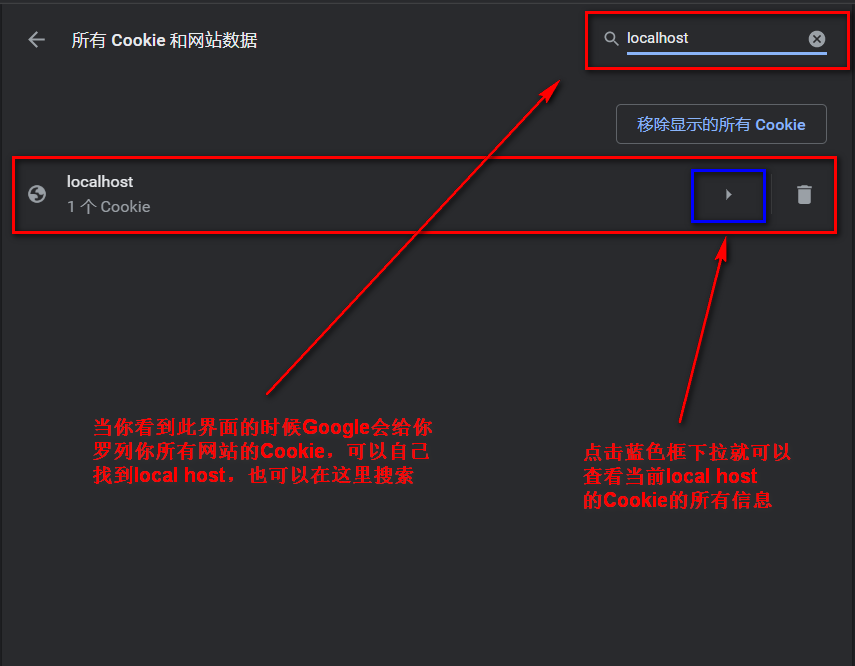 所有 Cookie 和网站数据
localhost
移除显示的所有 Cookie
localhost
1 个 Cookie
当你看到此界面的时候Google会给你
罗列你所有网站的Cookie，可以自己
找到local host，也可以在这里搜索
点击蓝色框下拉就可以
查看当前local host
的Cookie的所有信息